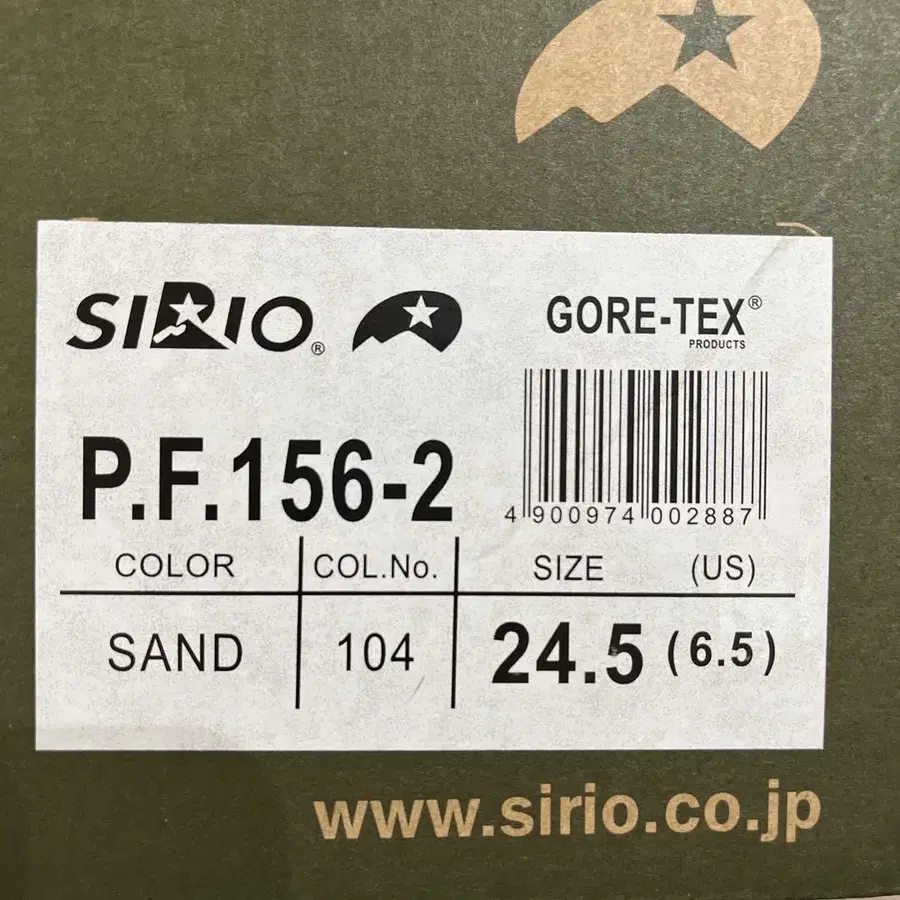 SIRIO®
GORE-TEX®
PRODUCTS
P.F.156-2
4 900974 002887
COLOR COL.No. SIZE (US)
SAND 104 24.5 (6.5)
www.sirio.co.jp